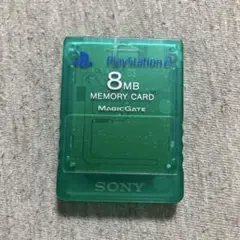 PlayStation 2
8MB
MEMORY CARD
MAGICGATE
SONY